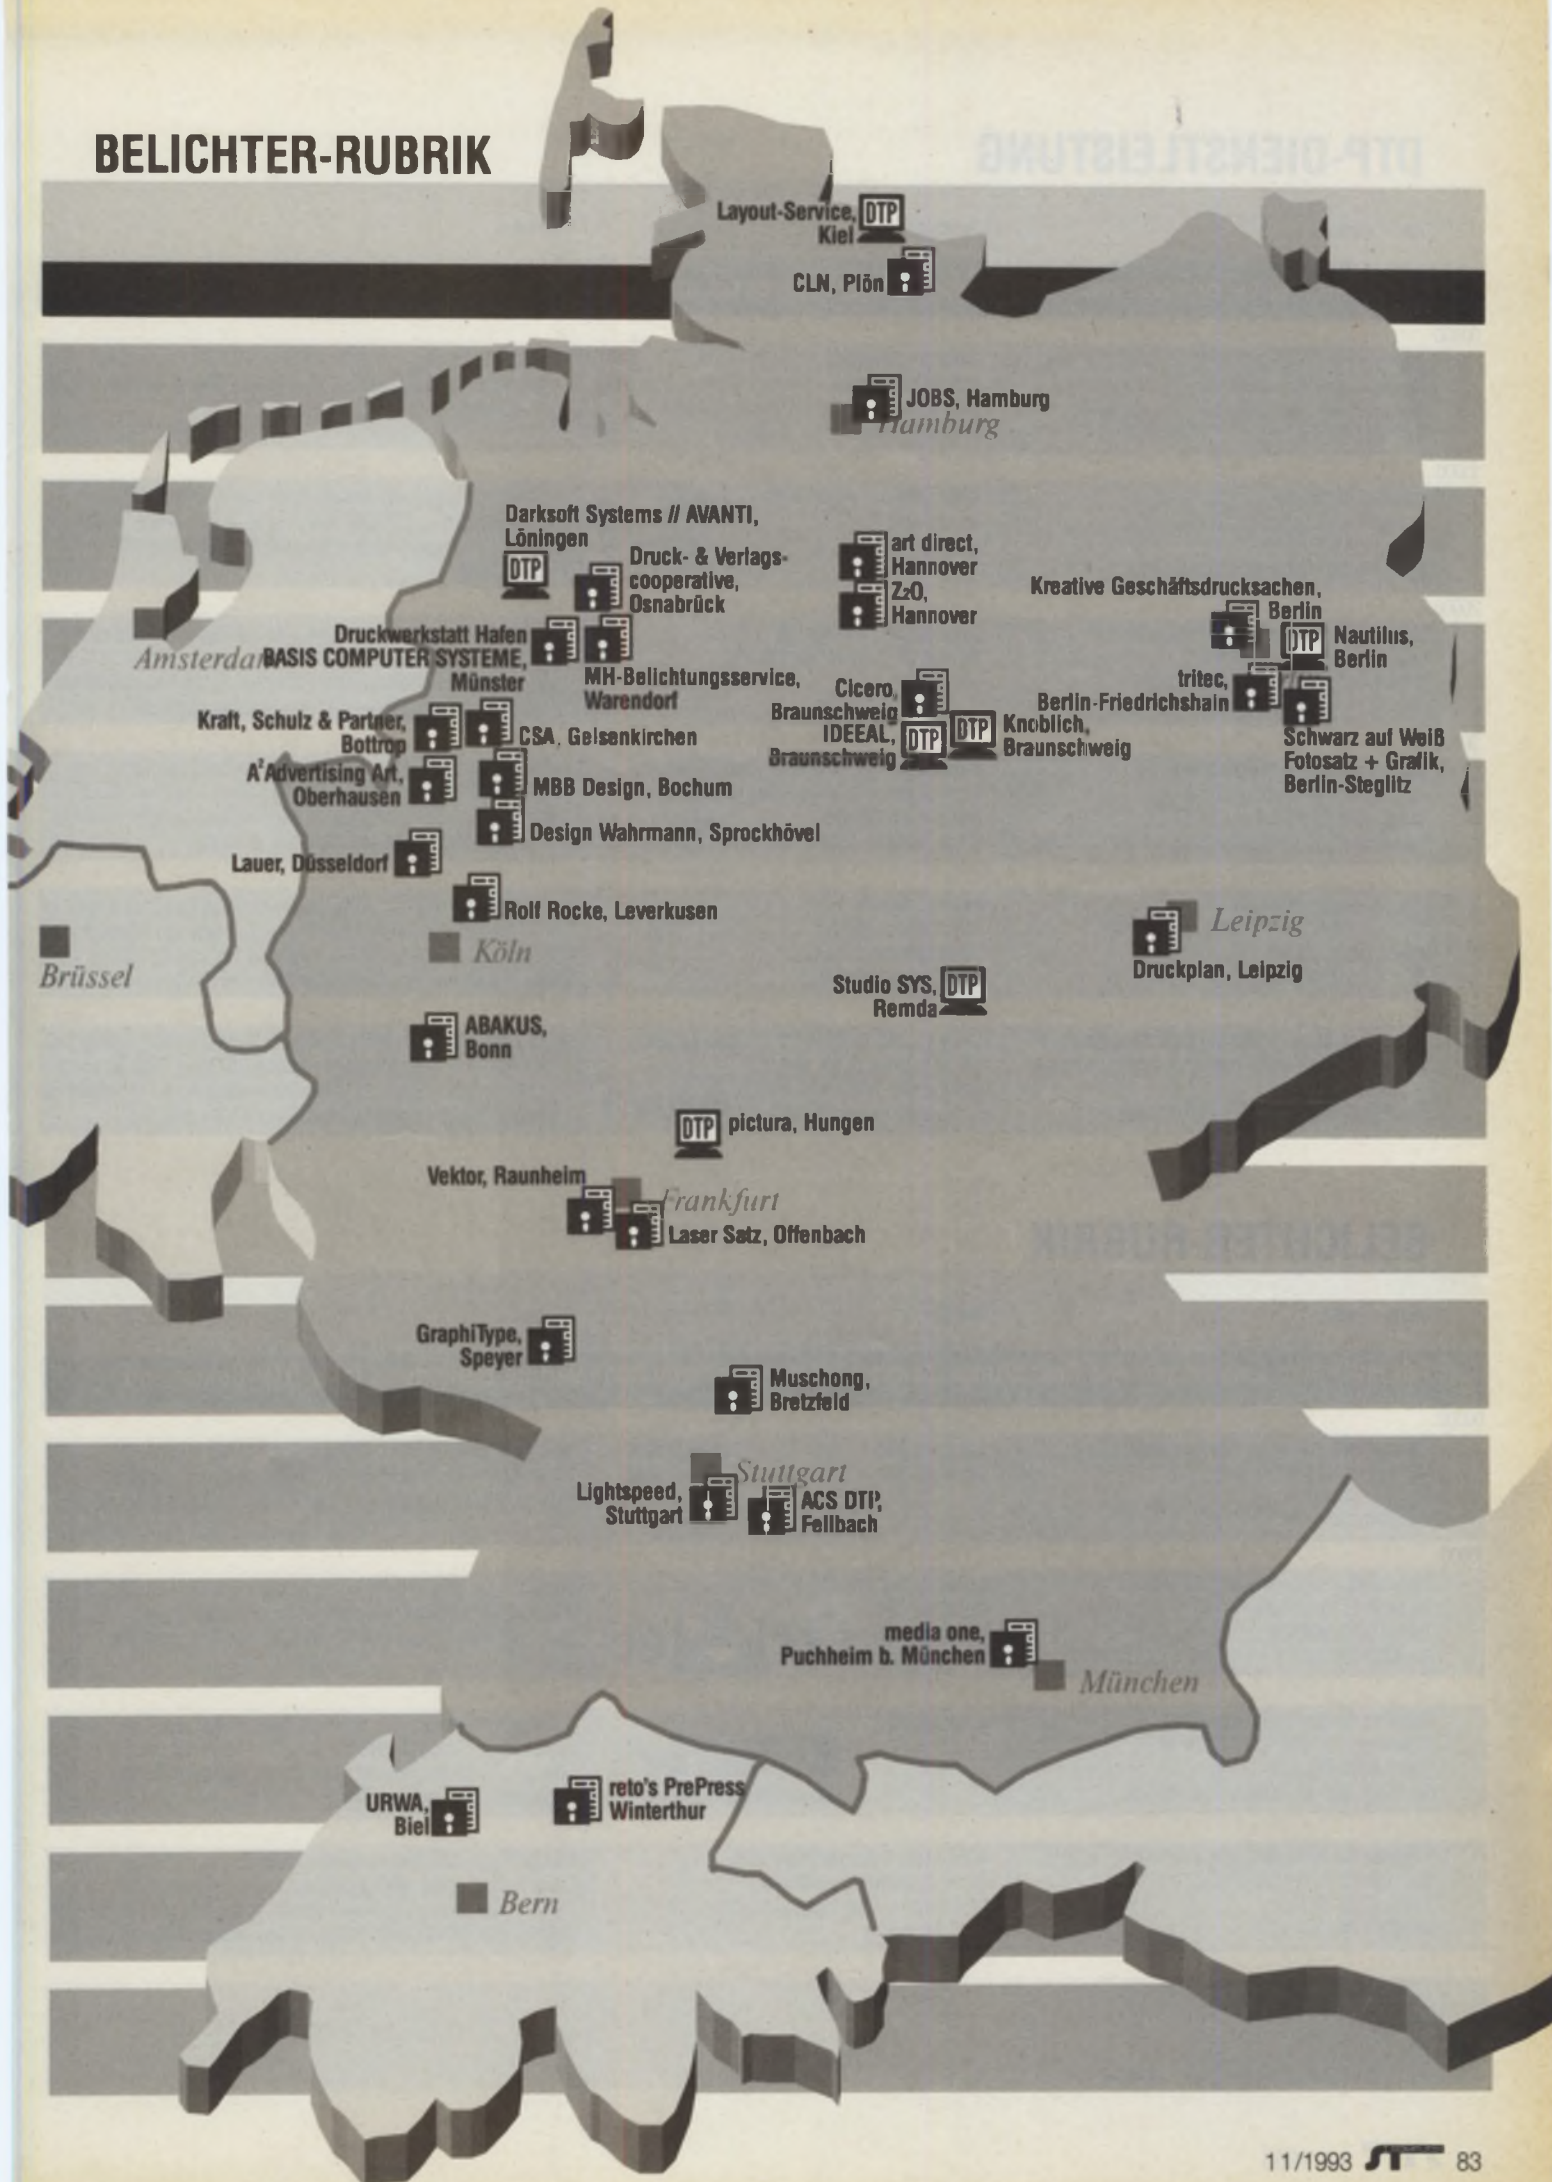 BELICHTER-RUBRIK
Layout-Service,
Kiel
DTP
CLN, Plön
JOBS, Hamburg
Hamburg
Darksoft Systems // AVANTI,
Löningen
DTP
Druck- & Verlags-
cooperative,
Osnabrück
art direct,
Hannover
ZzO,
Hannover
Kreative Geschäftsdrucksachen,
Berlin
DTP
Nautilus,
Berlin
Druckwerkstatt Hafen
BASIS COMPUTER SYSTEME,
Münster
Amsterdam
MH-Belichtungsservice,
Warendorf
Cicero,
Braunschweig
IDEEAL,
Braunschweig
DTP
DTP
Knoblich,
Braunschweig
tritec,
Berlin-Friedrichshain
Schwarz auf Weiß
Fotosatz + Grafik,
Berlin-Steglitz
Kraft, Schulz & Partner,
Bottrop
CSA, Gelsenkirchen
A² Advertising Art,
Oberhausen
MBB Design, Bochum
Design Wahrmann, Sprockhövel
Lauer, Düsseldorf
Rolf Rocke, Leverkusen
Köln
Brüssel
Leipzig
Druckplan, Leipzig
Studio SYS,
Remda
DTP
ABAKUS,
Bonn
DTP
pictura, Hungen
Vektor, Raunheim
Frankfurt
Laser Satz, Offenbach
GraphiType,
Speyer
Muschong,
Bretzfeld
Stuttgart
Lightspeed,
Stuttgart
ACS DTP,
Fellbach
media one,
Puchheim b. München
München
URWA,
Biel
reto's PrePress
Winterthur
Bern
11/1993 ST 83